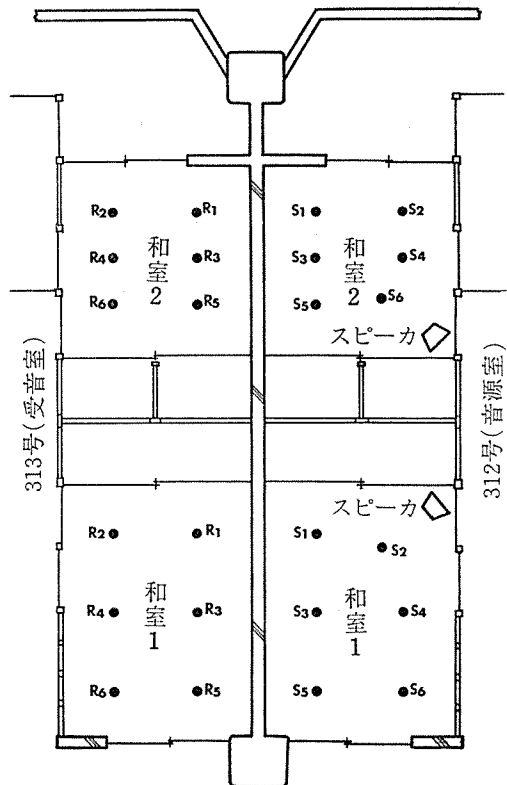 R2 R1 S1 S2
R4 和室2 R3 S3 和室2 S4
R6 R5 S5 S6
スピーカ
313号(受音室)
312号(音源室)
スピーカ
R2 R1 S1 S2
R4 和室1 R3 S3 和室1 S4
R6 R5 S5 S6